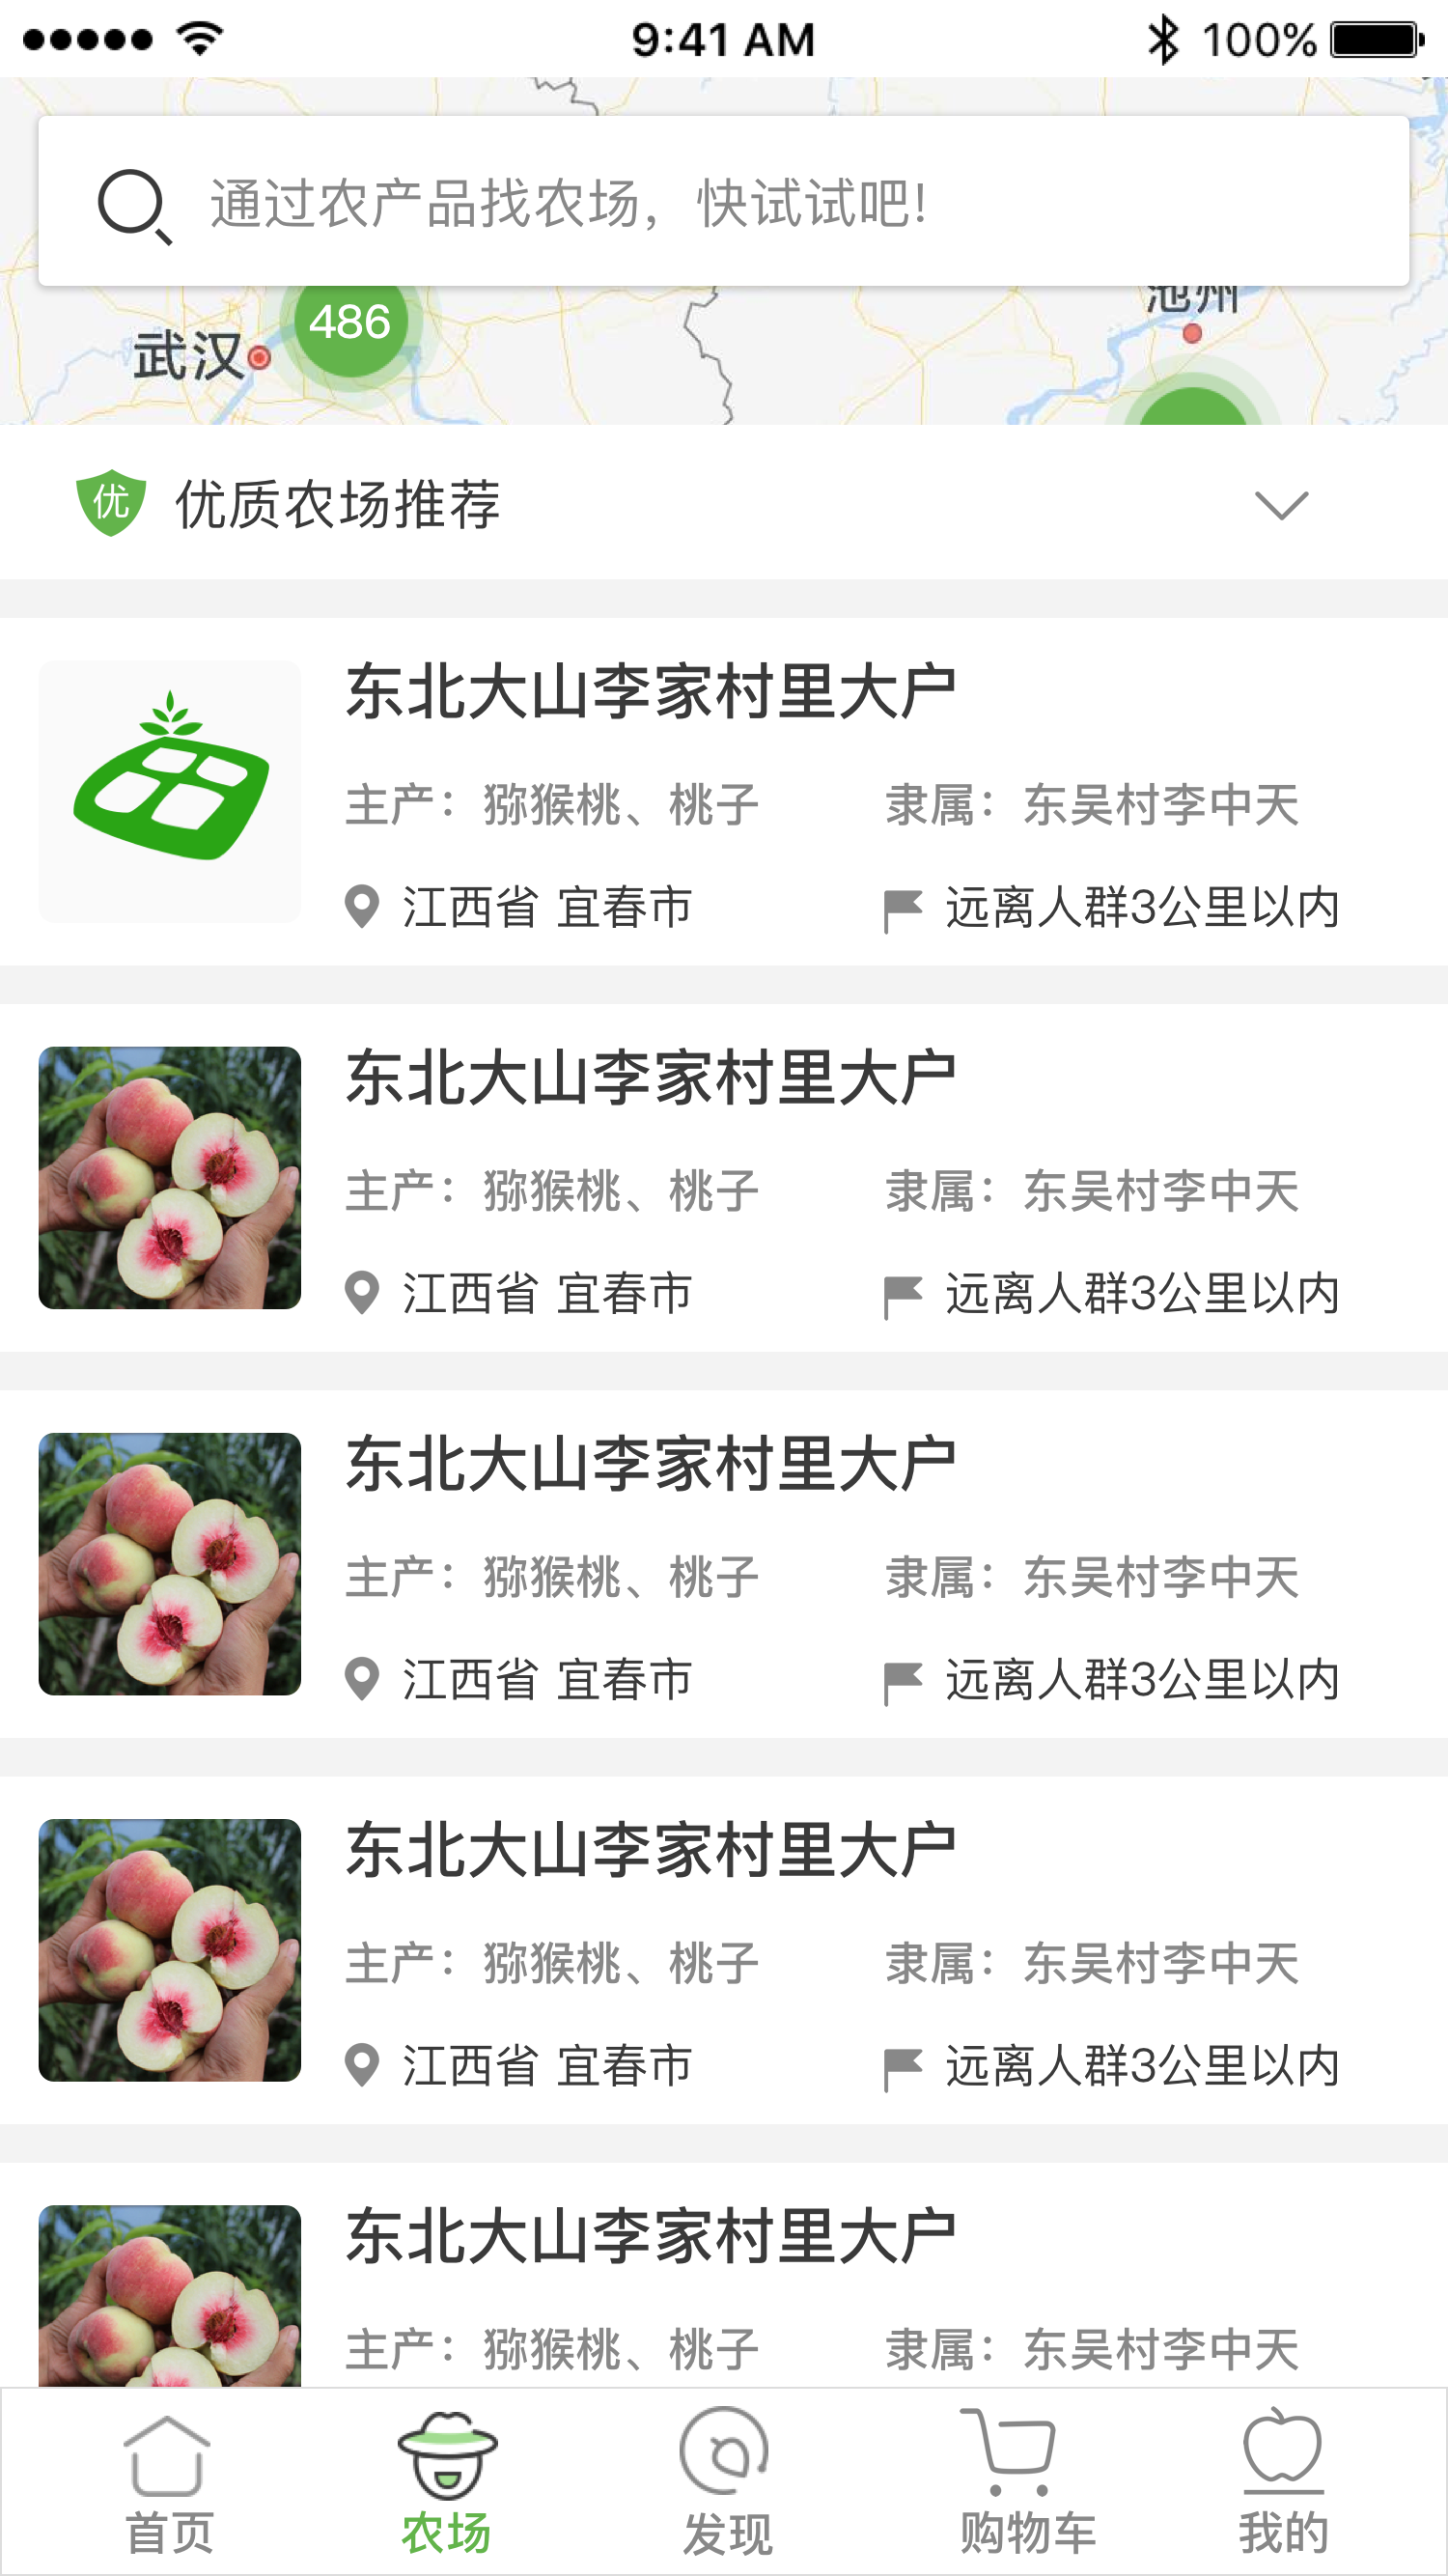 9:41 AM
100%
通过农产品找农场，快试试吧!
池州
486
武汉
优 优质农场推荐
东北大山李家村里大户
主产：猕猴桃、桃子 隶属：东吴村李中天
江西省 宜春市 远离人群3公里以内
东北大山李家村里大户
主产：猕猴桃、桃子 隶属：东吴村李中天
江西省 宜春市 远离人群3公里以内
东北大山李家村里大户
主产：猕猴桃、桃子 隶属：东吴村李中天
江西省 宜春市 远离人群3公里以内
东北大山李家村里大户
主产：猕猴桃、桃子 隶属：东吴村李中天
江西省 宜春市 远离人群3公里以内
东北大山李家村里大户
主产：猕猴桃、桃子 隶属：东吴村李中天
首页 农场 发现 购物车 我的